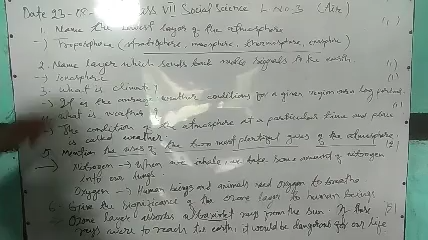 Date 23-08 Class VII Social Science L No-3 (Air)
1. Name the lowest layer of the atmosphere (1)
-) Troposphere (stratosphere, mesosphere, thermosphere, exosphere)
2. Name layer which sends back radio signals to the earth. (1)
-) ionosphere (1)
3. What is climate? (1)
-) It is the average weather conditions for a given region over a long period.
4. what is weather?
The condition of the atmosphere at a particular time and place
is called weather
5. Mention the uses of the two most plentiful gases of the atmosphere. (2)
-> Nitrogen -> When we inhale, we take some amount of nitrogen
into our lungs.
Oxygen -> Human beings and animals need oxygen to breathe
6. Give the significance of the ozone layer to human beings
Ozone layer absorbs ultraviolet rays from the sun. If these
rays were to reach the earth, it would be dangerous for our life